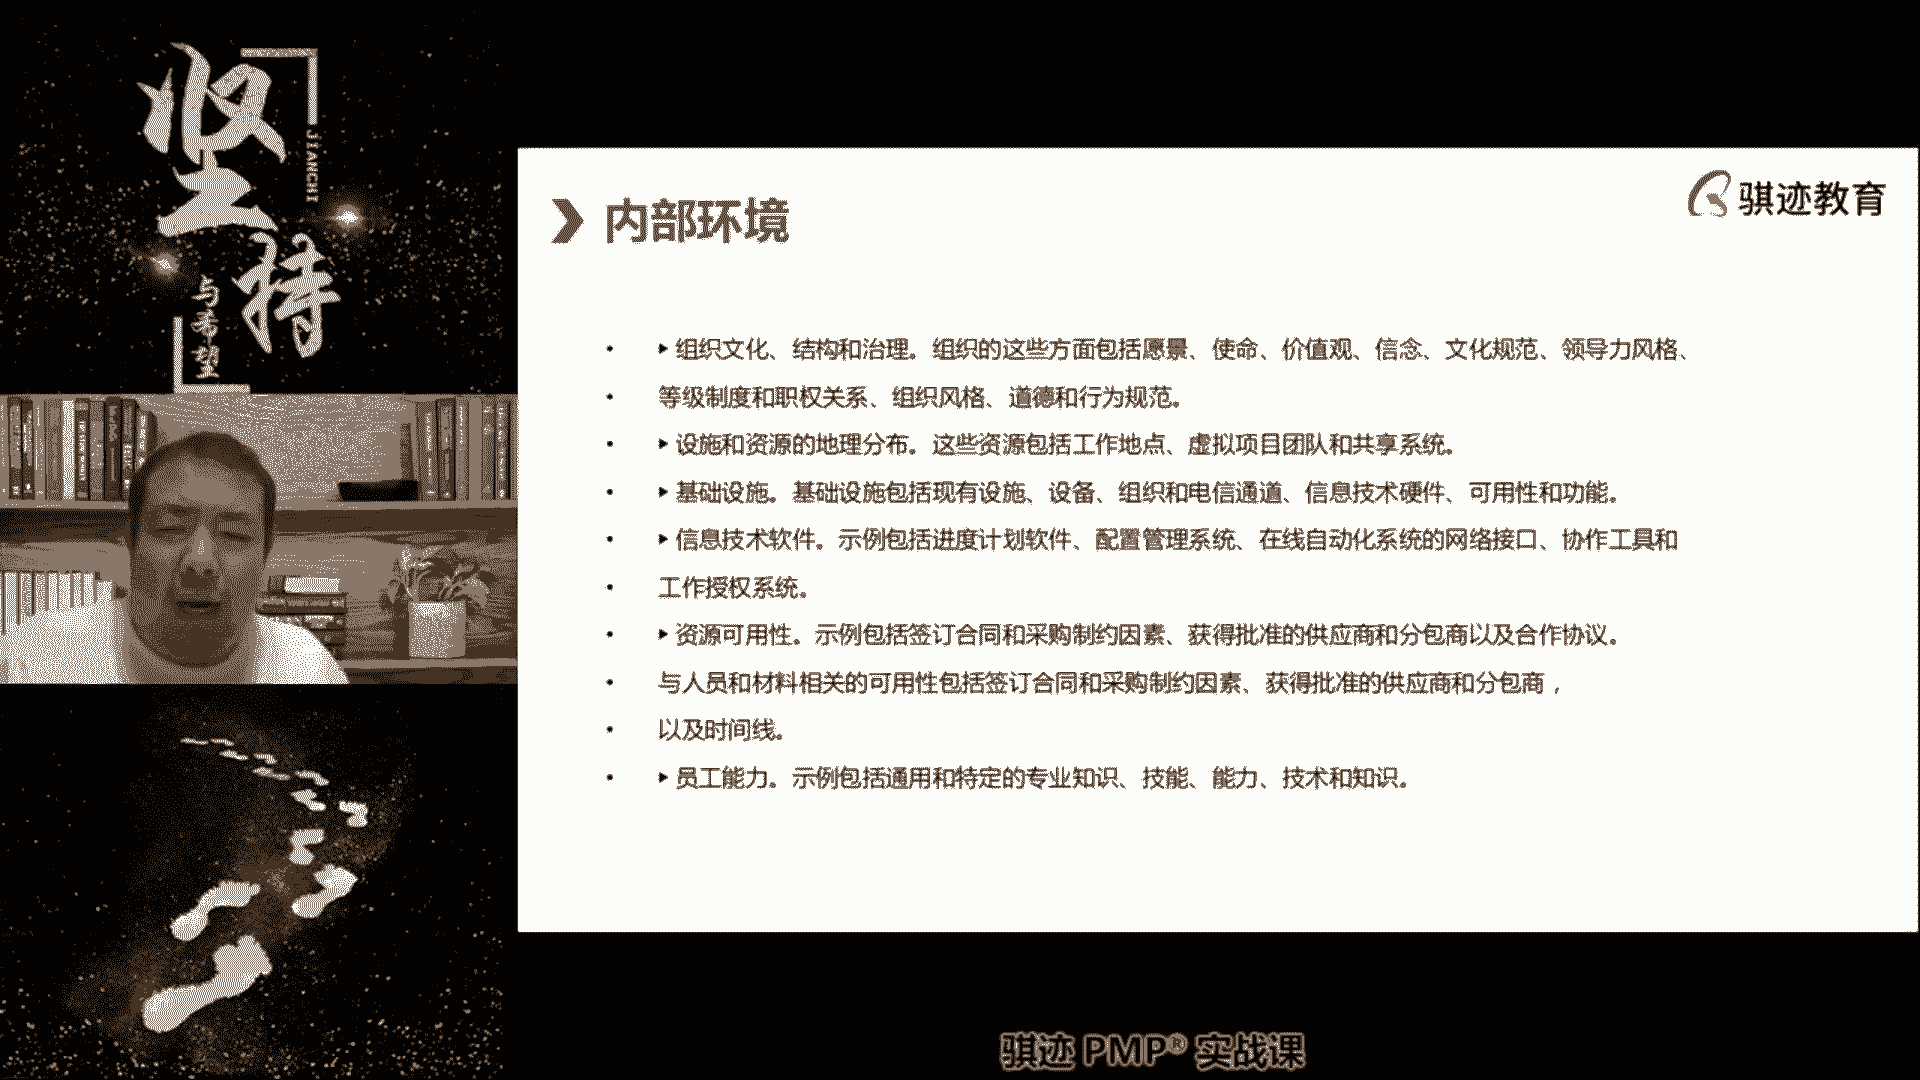 坚持
JIANCHI
与希望
骐迹教育
内部环境
• ▸ 组织文化、结构和治理。组织的这些方面包括愿景、使命、价值观、信念、文化规范、领导力风格、
• 等级制度和职权关系、组织风格、道德和行为规范。
• ▸ 设施和资源的地理分布。这些资源包括工作地点、虚拟项目团队和共享系统。
• ▸ 基础设施。基础设施包括现有设施、设备、组织和电信通道、信息技术硬件、可用性和功能。
• ▸ 信息技术软件。示例包括进度计划软件、配置管理系统、在线自动化系统的网络接口、协作工具和
• 工作授权系统。
• ▸ 资源可用性。示例包括签订合同和采购制约因素、获得批准的供应商和分包商以及合作协议。
• 与人员和材料相关的可用性包括签订合同和采购制约因素、获得批准的供应商和分包商，
• 以及时间线。
• ▸ 员工能力。示例包括通用和特定的专业知识、技能、能力、技术和知识。
骐迹 PMP® 实战课